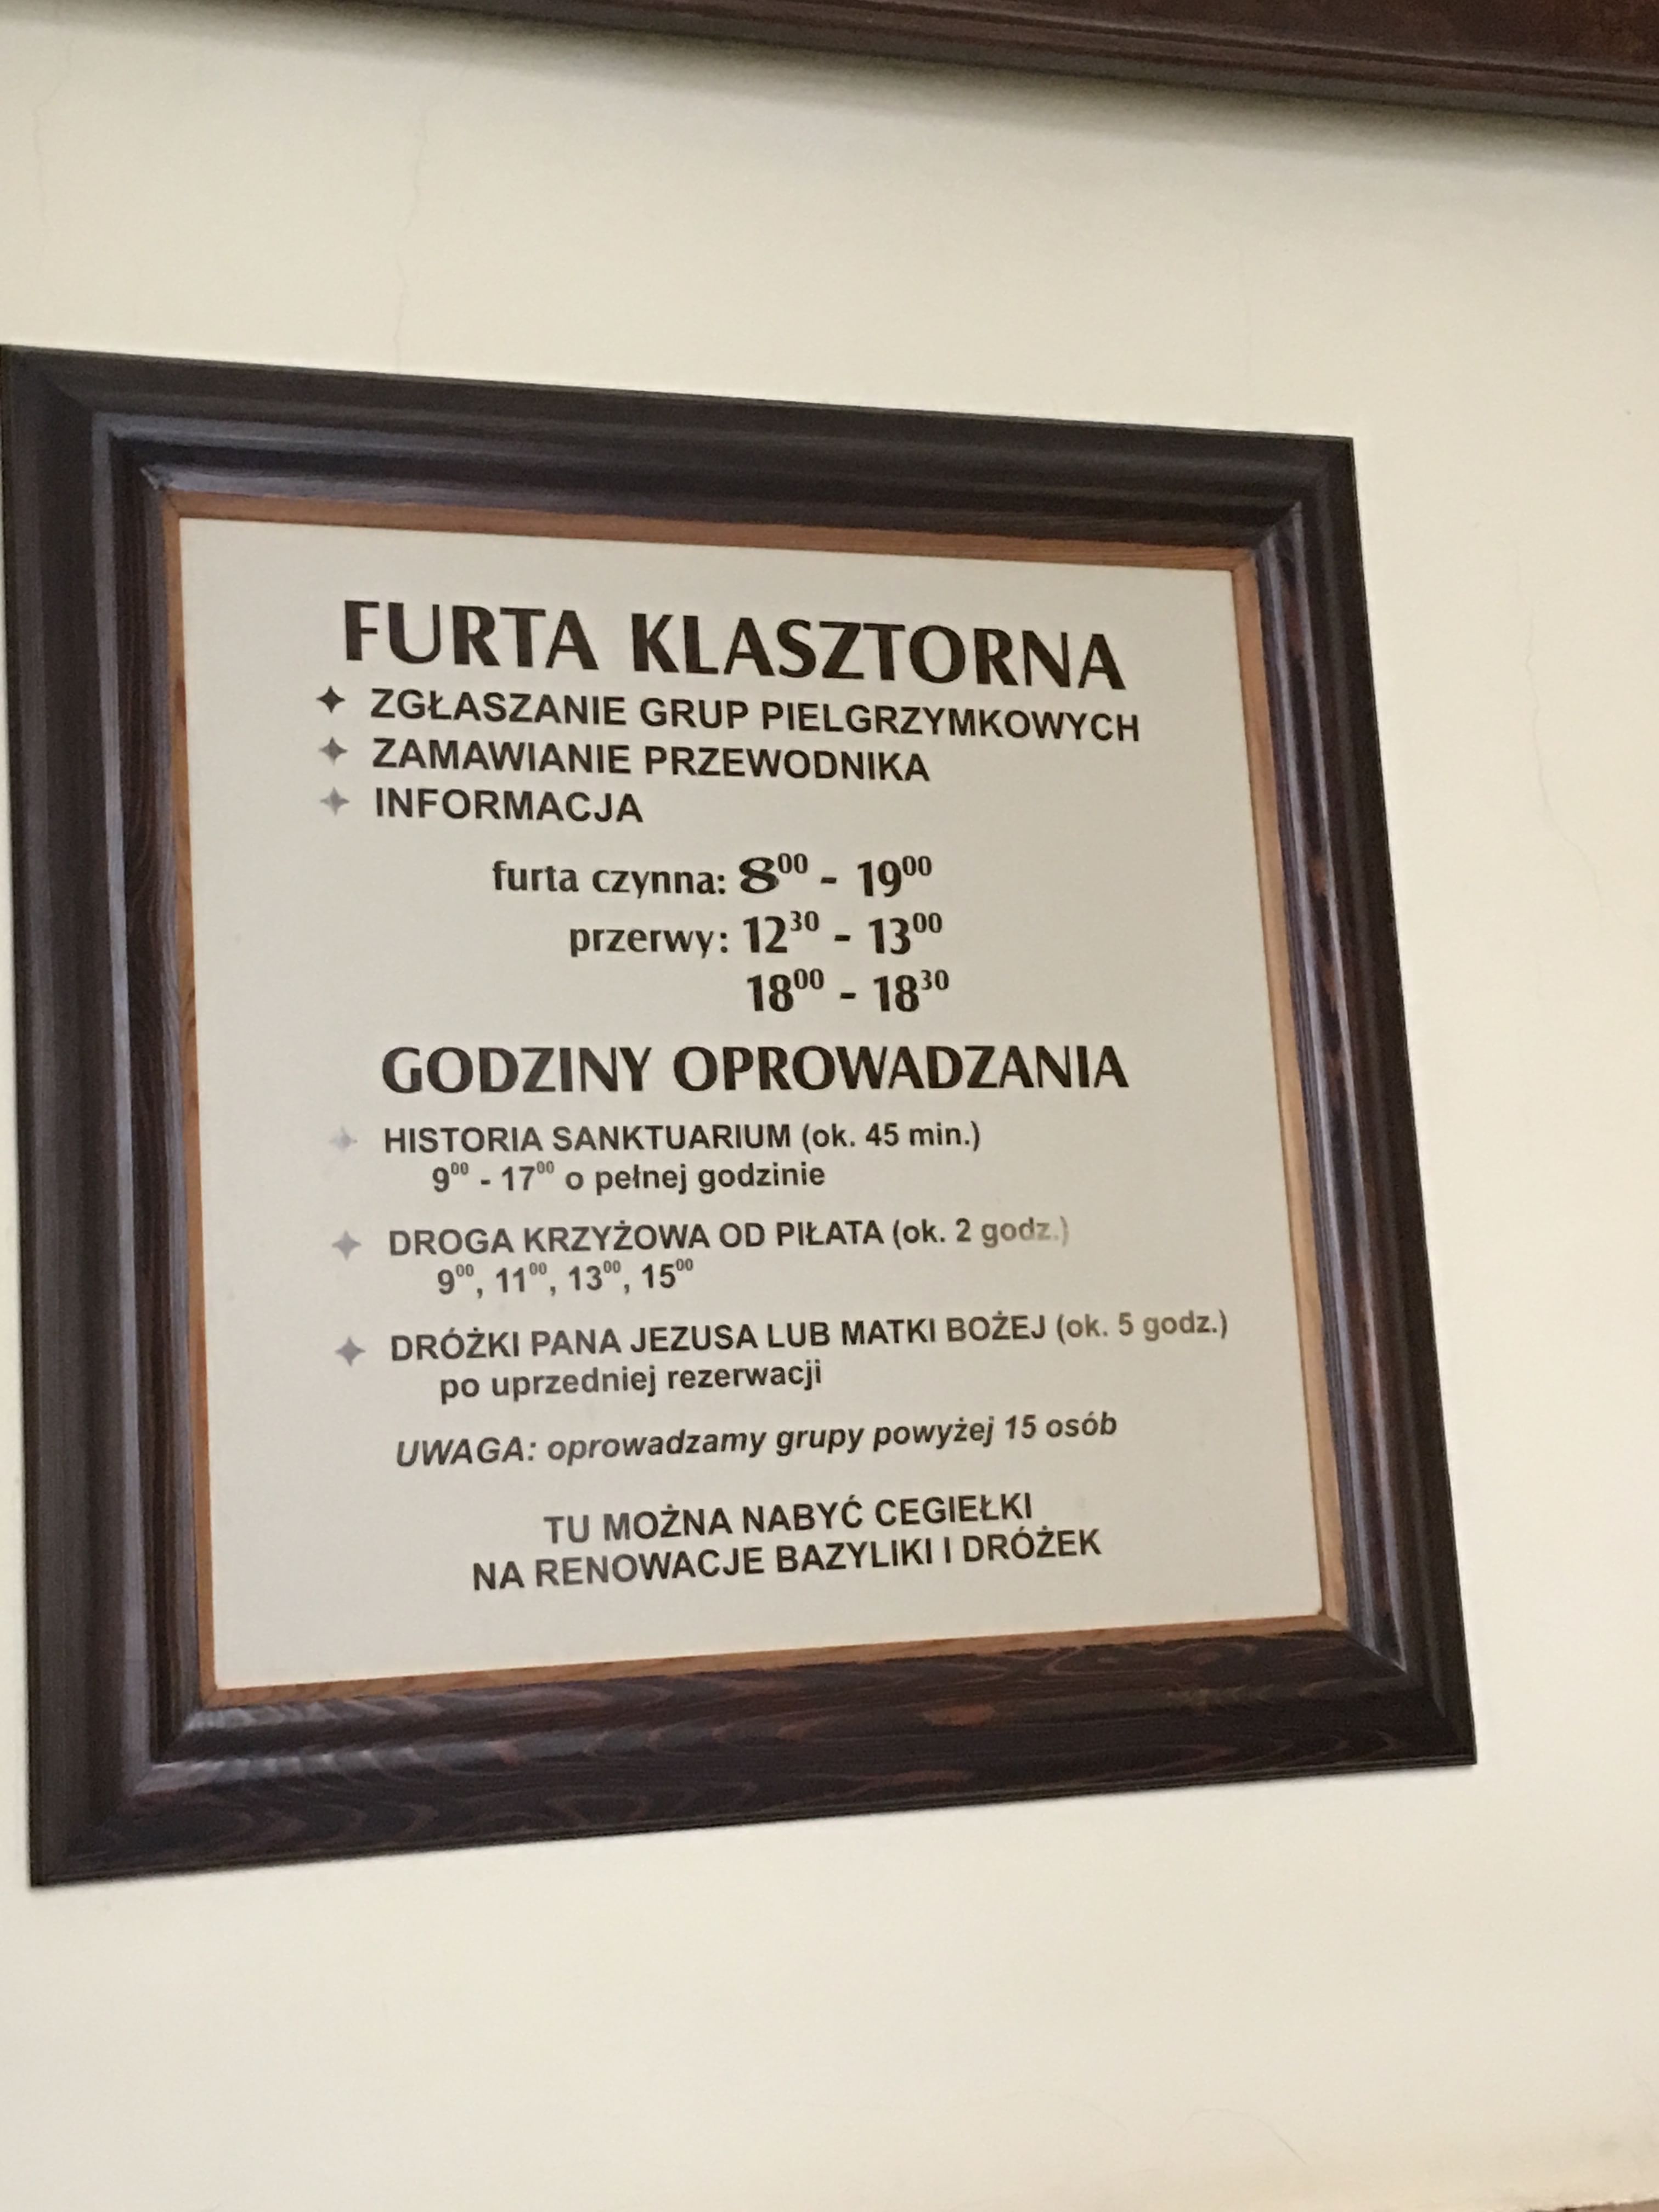 FURTA KLASZTORNA
✦ ZGŁASZANIE GRUP PIELGRZYMKOWYCH
✦ ZAMAWIANIE PRZEWODNIKA
✦ INFORMACJA
furta czynna: 8⁰⁰ - 19⁰⁰
przerwy: 12³⁰ - 13⁰⁰
18⁰⁰ - 18³⁰
GODZINY OPROWADZANIA
✦ HISTORIA SANKTUARIUM (ok. 45 min.)
9⁰⁰ - 17⁰⁰ o pełnej godzinie
✦ DROGA KRZYŻOWA OD PIŁATA (ok. 2 godz.)
9⁰⁰, 11⁰⁰, 13⁰⁰, 15⁰⁰
✦ DRÓŻKI PANA JEZUSA LUB MATKI BOŻEJ (ok. 5 godz.)
po uprzedniej rezerwacji
UWAGA: oprowadzamy grupy powyżej 15 osób
TU MOŻNA NABYĆ CEGIEŁKI
NA RENOWACJE BAZYLIKI I DRÓŻEK